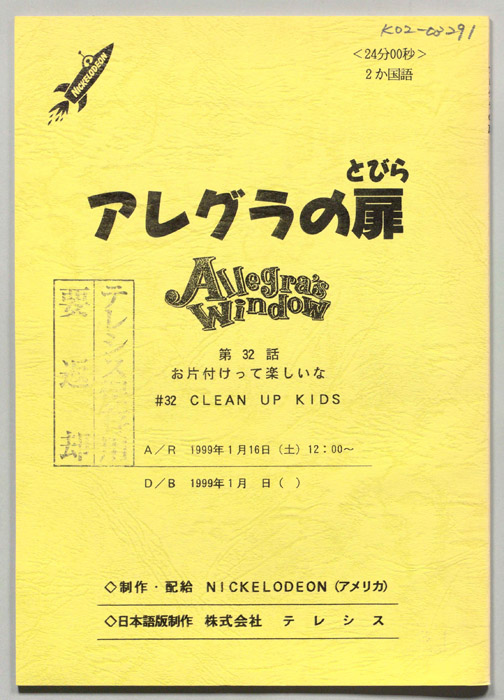 K02-03291
NICKELODEON
<24分00秒>
2か国語
とびら
アレグラの扉
Allegra's
Window
第 32 話
お片付けって楽しいな
#32 CLEAN UP KIDS
テレシス
要返却
A/R 1999年1月16日(土)12:00~
D/B 1999年1月 日( )
◇制作・配給 NICKELODEON(アメリカ)
◇日本語版制作 株式会社 テレシス